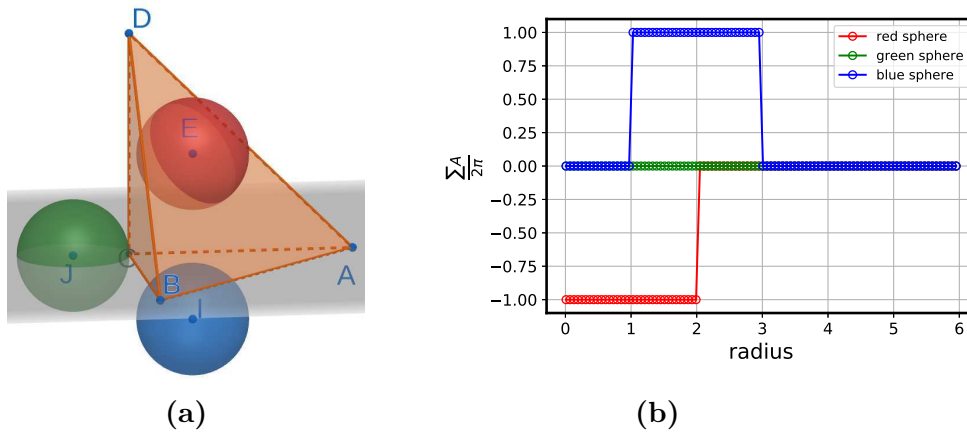 D
E
C
J
B
A
I
(a)
1.00
0.75
0.50
0.25
0.00
−0.25
−0.50
−0.75
−1.00
∑ A/2π
red sphere
green sphere
blue sphere
0 1 2 3 4 5 6
radius
(b)